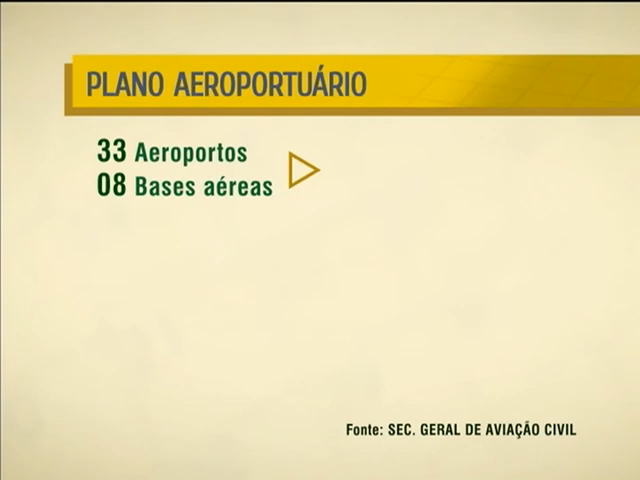 PLANO AEROPORTUÁRIO
33 Aeroportos
08 Bases aéreas
Fonte: SEC. GERAL DE AVIAÇÃO CIVIL